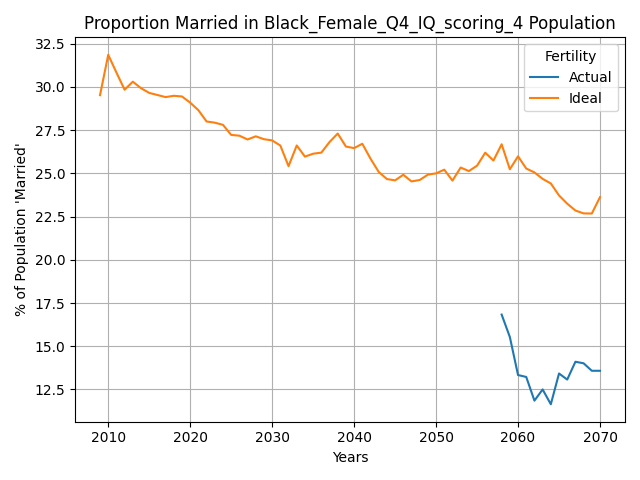 Proportion Married in Black_Female_Q4_IQ_scoring_4 Population
% of Population 'Married'
32.5
30.0
27.5
25.0
22.5
20.0
17.5
15.0
12.5
Fertility
Actual
Ideal
2010 2020 2030 2040 2050 2060 2070
Years